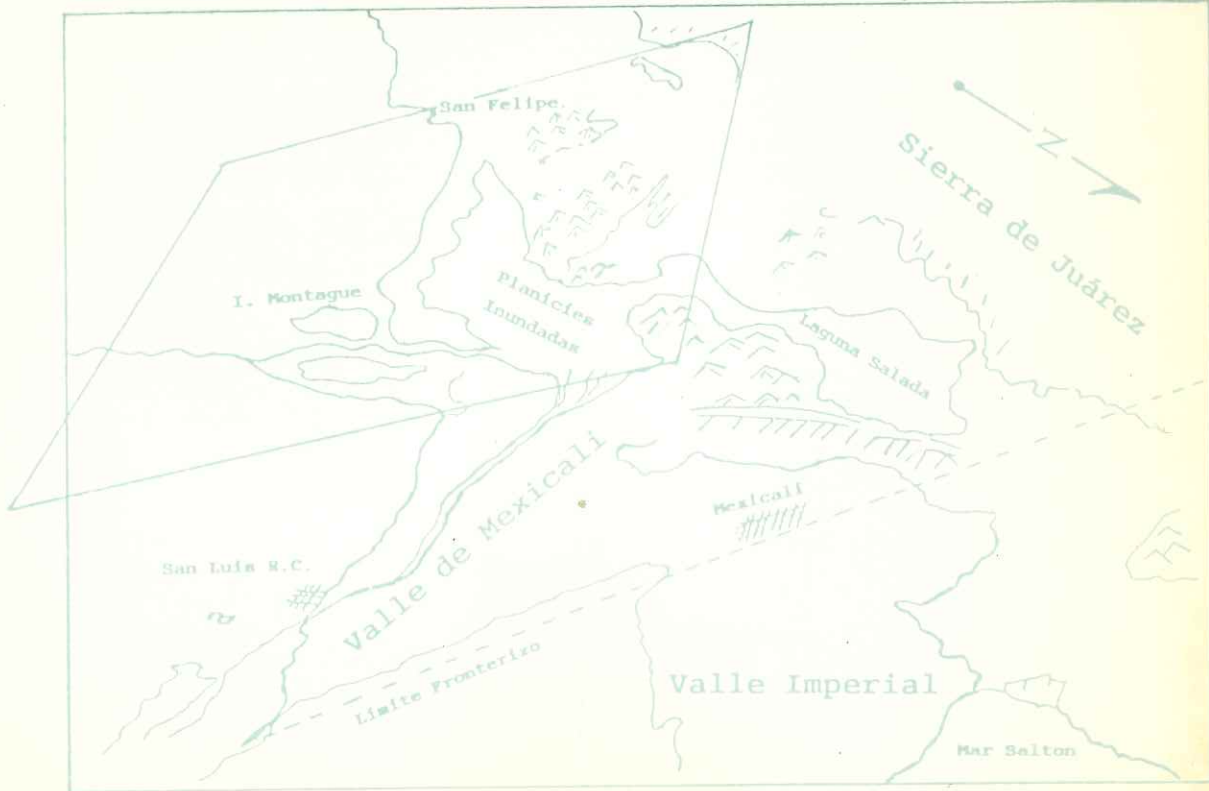 San Felipe.
N
Sierra de Juárez
I. Montague
Planicies
Inundadas
Laguna Salada
Mexicali
San Luis R.C.
Valle de Mexicali
Límite Fronterizo
Valle Imperial
Mar Salton